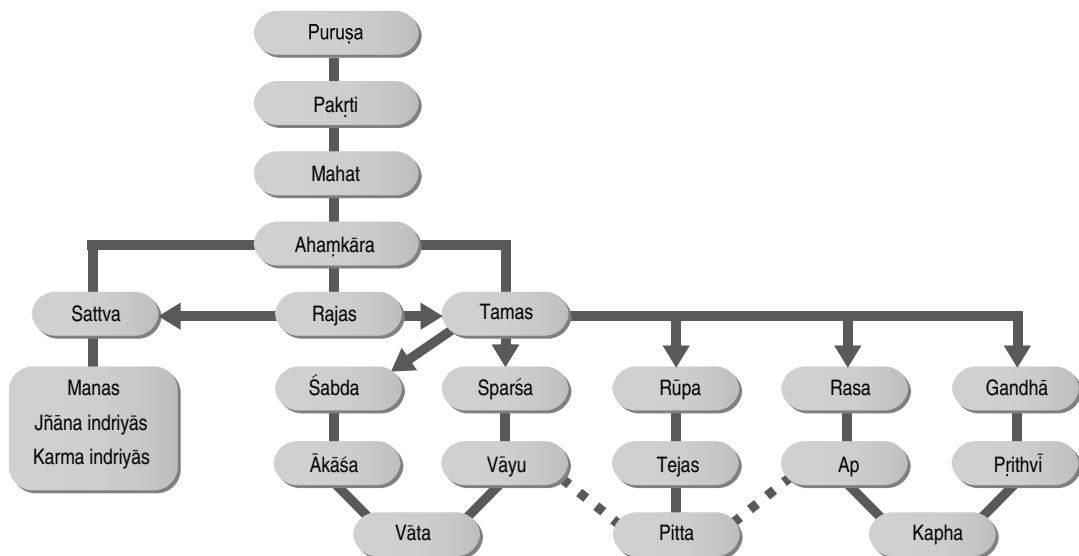 Puruṣa
Pakṛti
Mahat
Ahaṃkāra
Sattva
Rajas
Tamas
Manas
Jñāna indriyās
Karma indriyās
Śabda
Sparśa
Rūpa
Rasa
Gandhā
Ākāśa
Vāyu
Tejas
Ap
Pṛithvī
Vāta
Pitta
Kapha